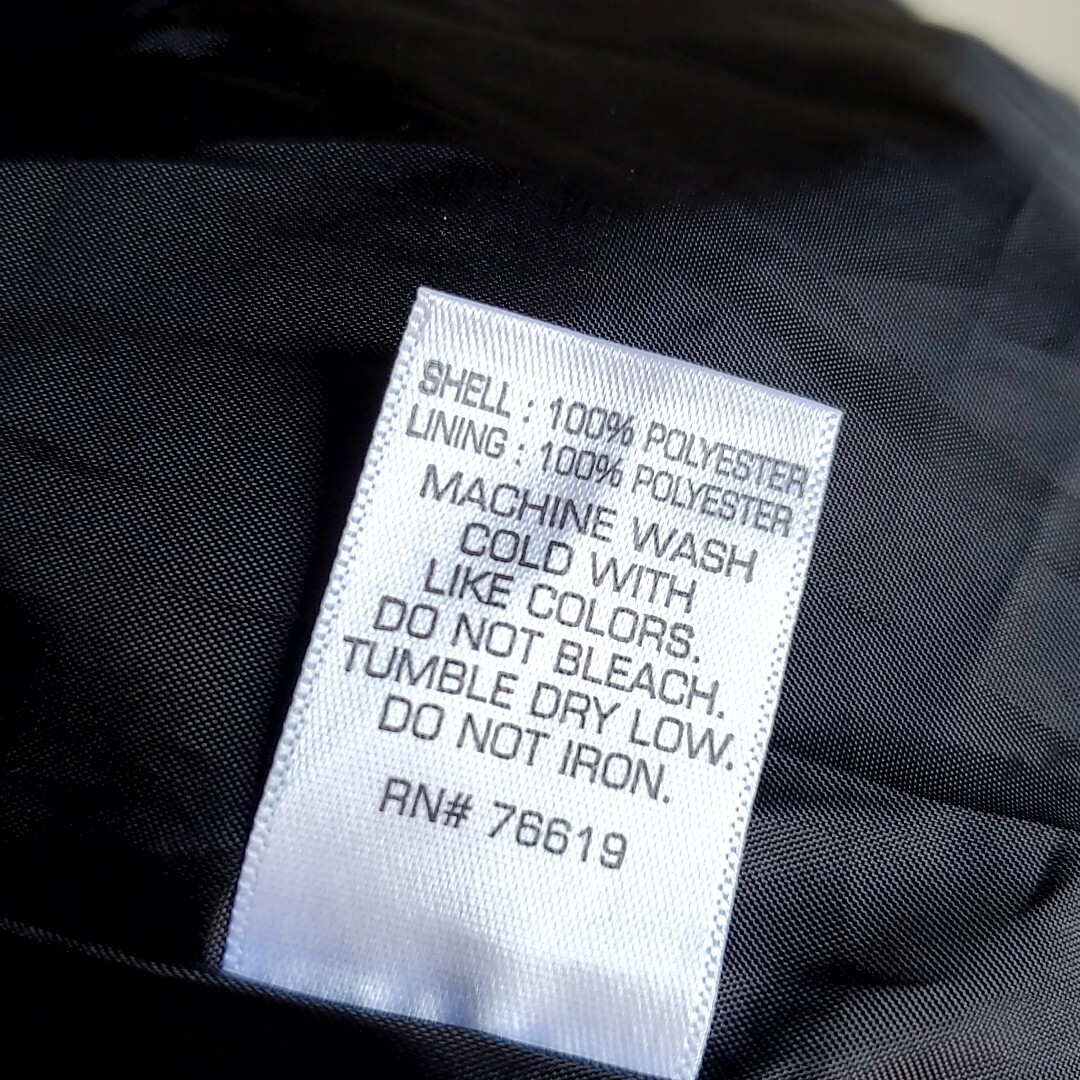 SHELL : 100% POLYESTER
LINING : 100% POLYESTER
MACHINE WASH
COLD WITH
LIKE COLORS.
DO NOT BLEACH.
TUMBLE DRY LOW.
DO NOT IRON.
RN# 76619